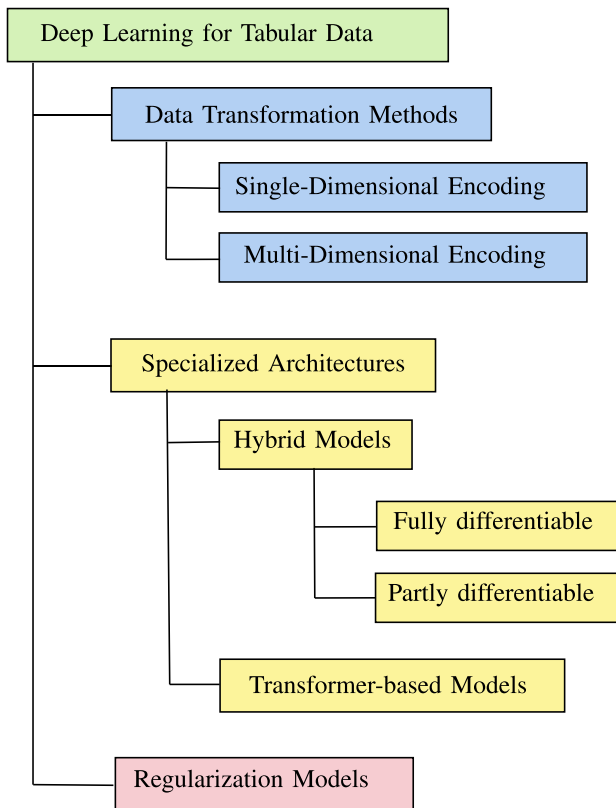 Deep Learning for Tabular Data
Data Transformation Methods
Single-Dimensional Encoding
Multi-Dimensional Encoding
Specialized Architectures
Hybrid Models
Fully differentiable
Partly differentiable
Transformer-based Models
Regularization Models